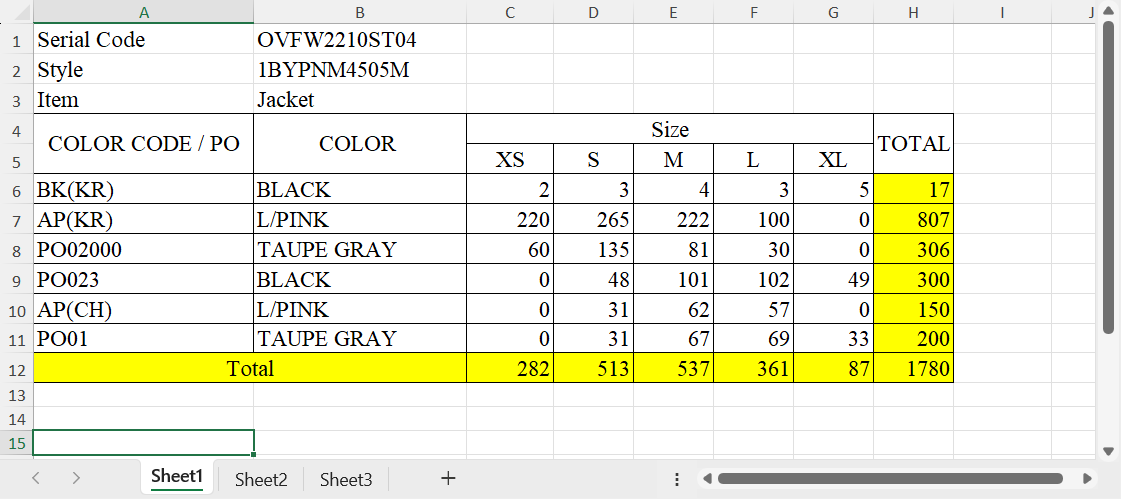 A B C D E F G H I J
1 Serial Code OVFW2210ST04
2 Style 1BYPNM4505M
3 Item Jacket
4 COLOR CODE / PO COLOR Size TOTAL
5 XS S M L XL
6 BK(KR) BLACK 2 3 4 3 5 17
7 AP(KR) L/PINK 220 265 222 100 0 807
8 PO02000 TAUPE GRAY 60 135 81 30 0 306
9 PO023 BLACK 0 48 101 102 49 300
10 AP(CH) L/PINK 0 31 62 57 0 150
11 PO01 TAUPE GRAY 0 31 67 69 33 200
12 Total 282 513 537 361 87 1780
13
14
15
Sheet1 Sheet2 Sheet3